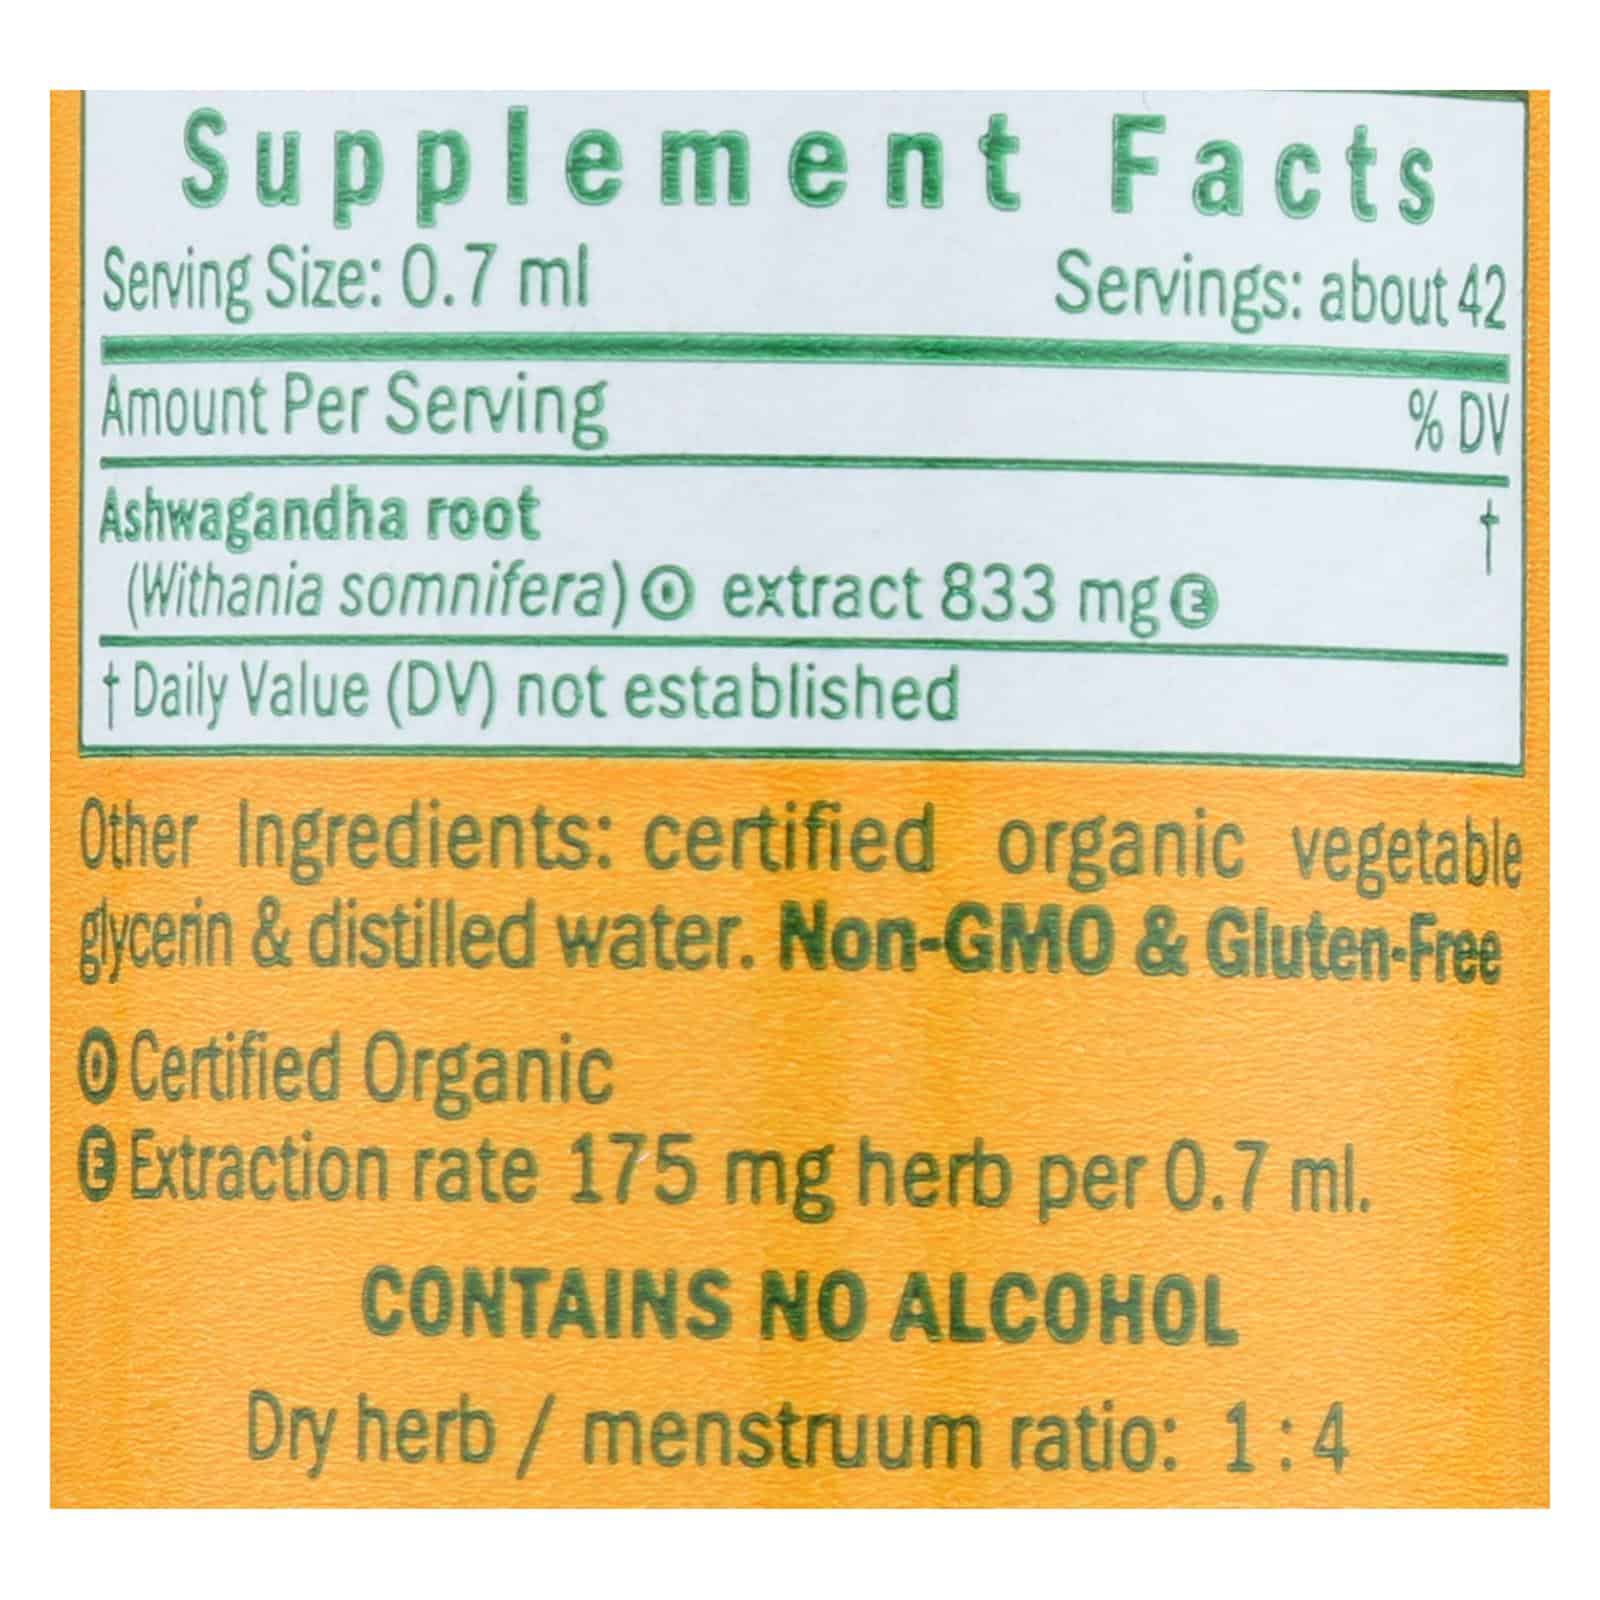 Supplement Facts
Serving Size: 0.7 ml Servings: about 42
Amount Per Serving % DV
Ashwagandha root †
(Withania somnifera) ⊙ extract 833 mg Ⓔ
† Daily Value (DV) not established
Other Ingredients: certified organic vegetable
glycerin & distilled water. Non-GMO & Gluten-Free
⊙ Certified Organic
Ⓔ Extraction rate 175 mg herb per 0.7 ml.
CONTAINS NO ALCOHOL
Dry herb / menstruum ratio: 1 : 4